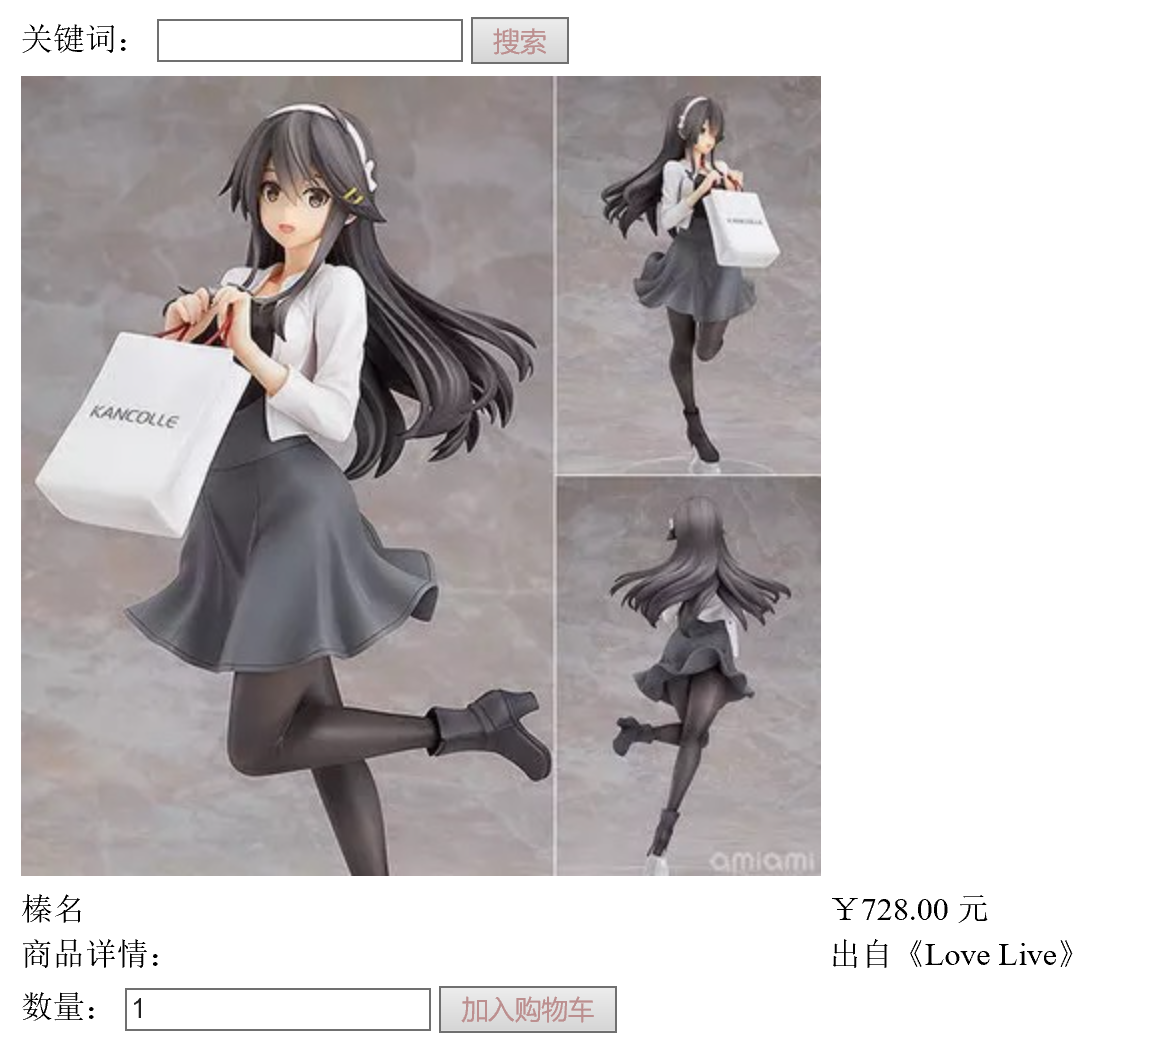 关键词：
搜索
KANCOLLE
KANCOLLE
amiami
榛名
￥728.00 元
商品详情：
出自《Love Live》
数量： 1
加入购物车